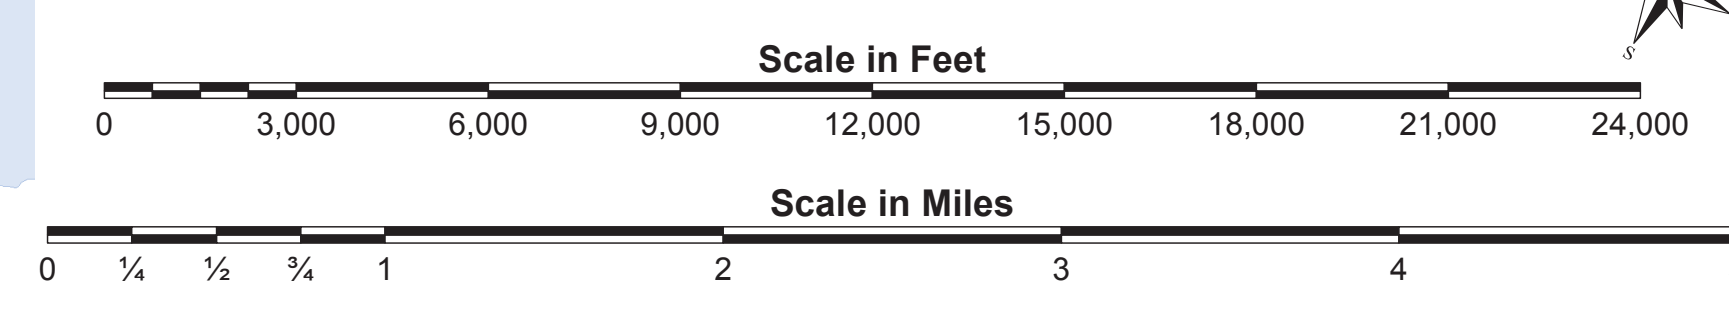 S
Scale in Feet
0 3,000 6,000 9,000 12,000 15,000 18,000 21,000 24,000
Scale in Miles
0 ¼ ½ ¾ 1 2 3 4